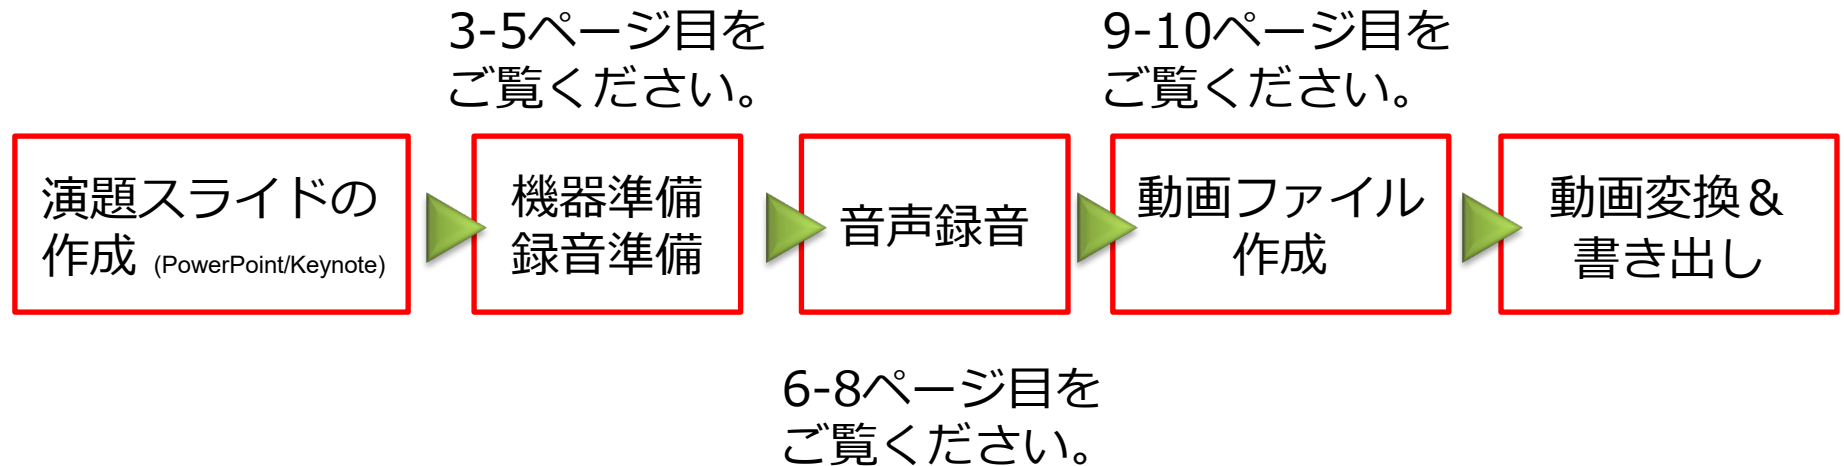 3-5ページ目を
ご覧ください。
9-10ページ目を
ご覧ください。
演題スライドの
作成 (PowerPoint/Keynote)
機器準備
録音準備
音声録音
動画ファイル
作成
動画変換＆
書き出し
6-8ページ目を
ご覧ください。